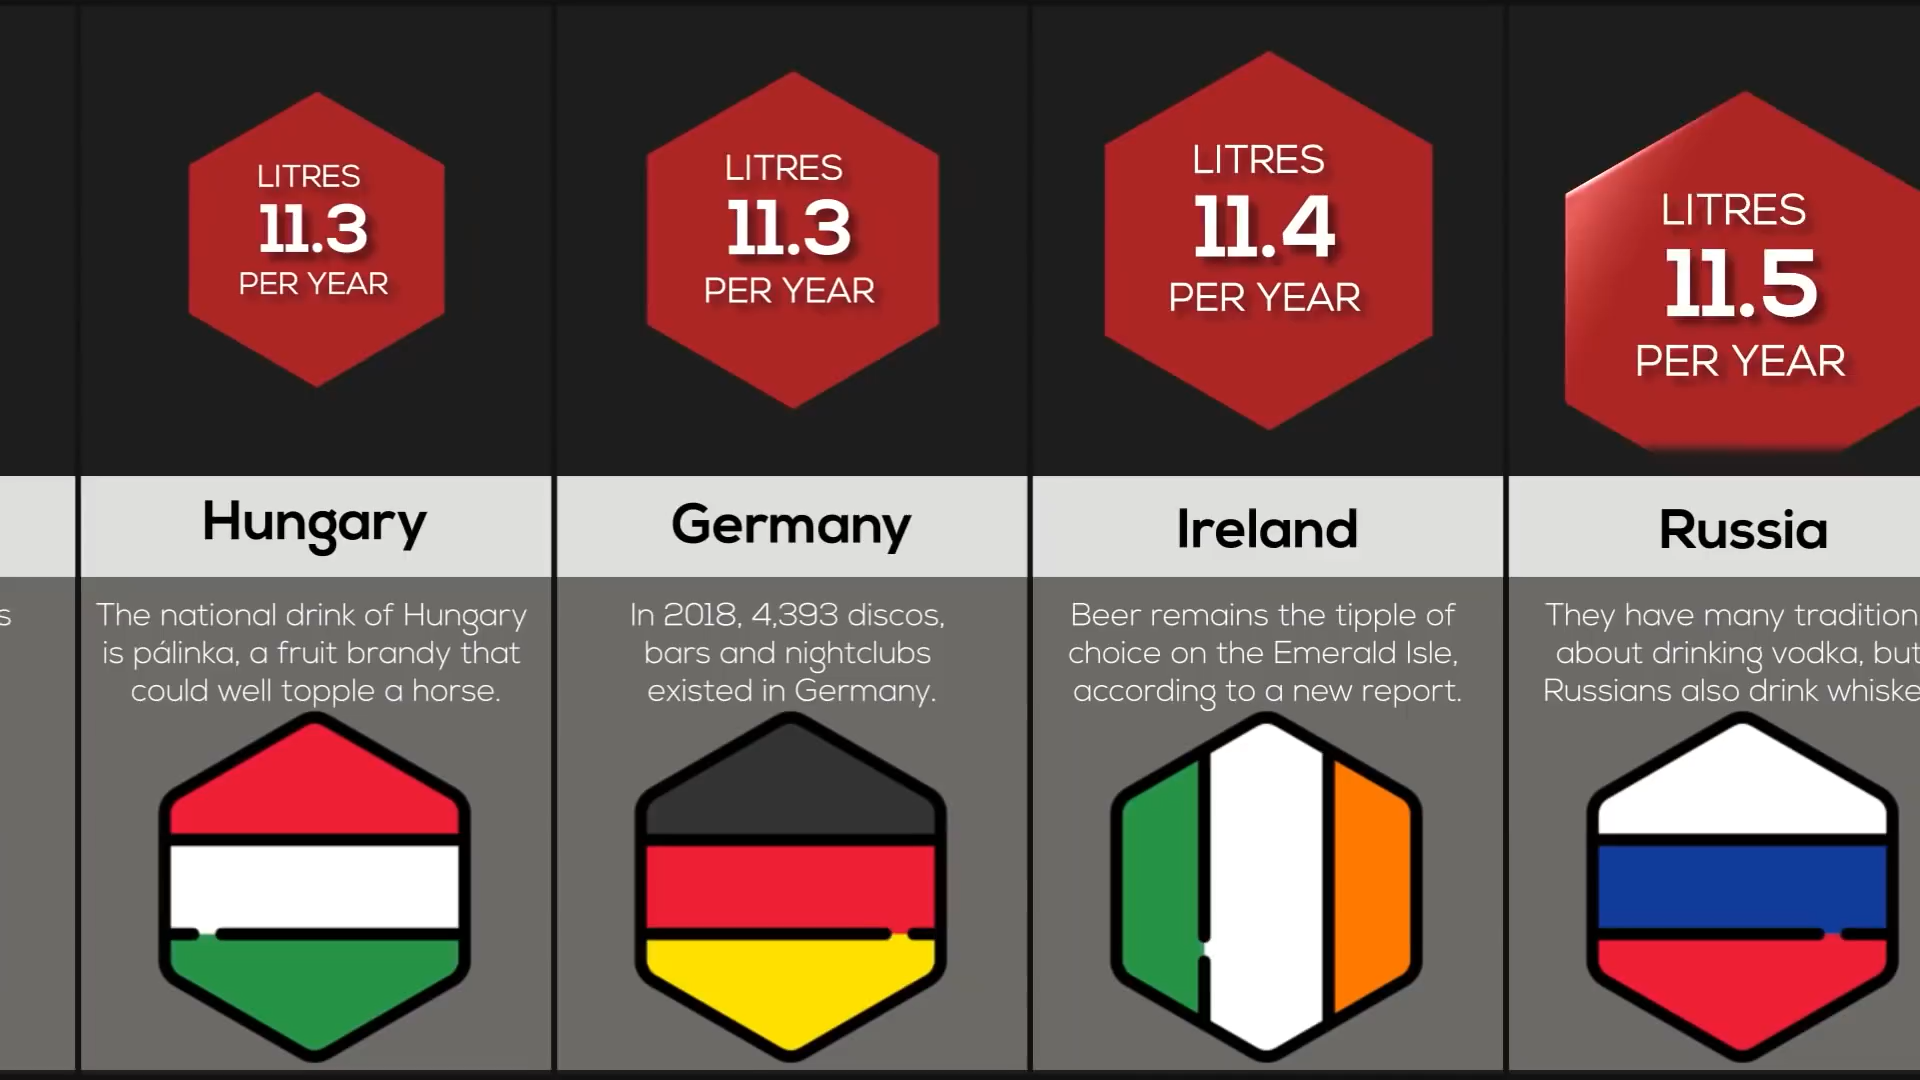 LITRES
11.3
PER YEAR
Hungary
The national drink of Hungary
is pálinka, a fruit brandy that
could well topple a horse.
LITRES
11.3
PER YEAR
Germany
In 2018, 4,393 discos,
bars and nightclubs
existed in Germany.
LITRES
11.4
PER YEAR
Ireland
Beer remains the tipple of
choice on the Emerald Isle,
according to a new report.
LITRES
11.5
PER YEAR
Russia
They have many tradition
about drinking vodka, but
Russians also drink whiske